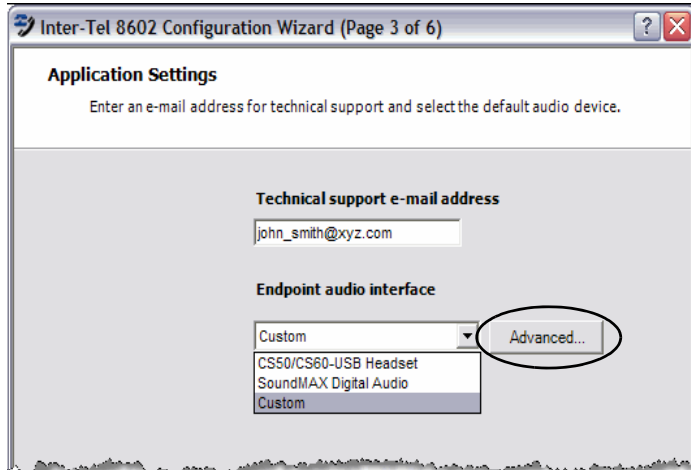 Inter-Tel 8602 Configuration Wizard (Page 3 of 6)
Application Settings
Enter an e-mail address for technical support and select the default audio device.
Technical support e-mail address
john_smith@xyz.com
Endpoint audio interface
Custom
Advanced...
CS50/CS60-USB Headset
SoundMAX Digital Audio
Custom